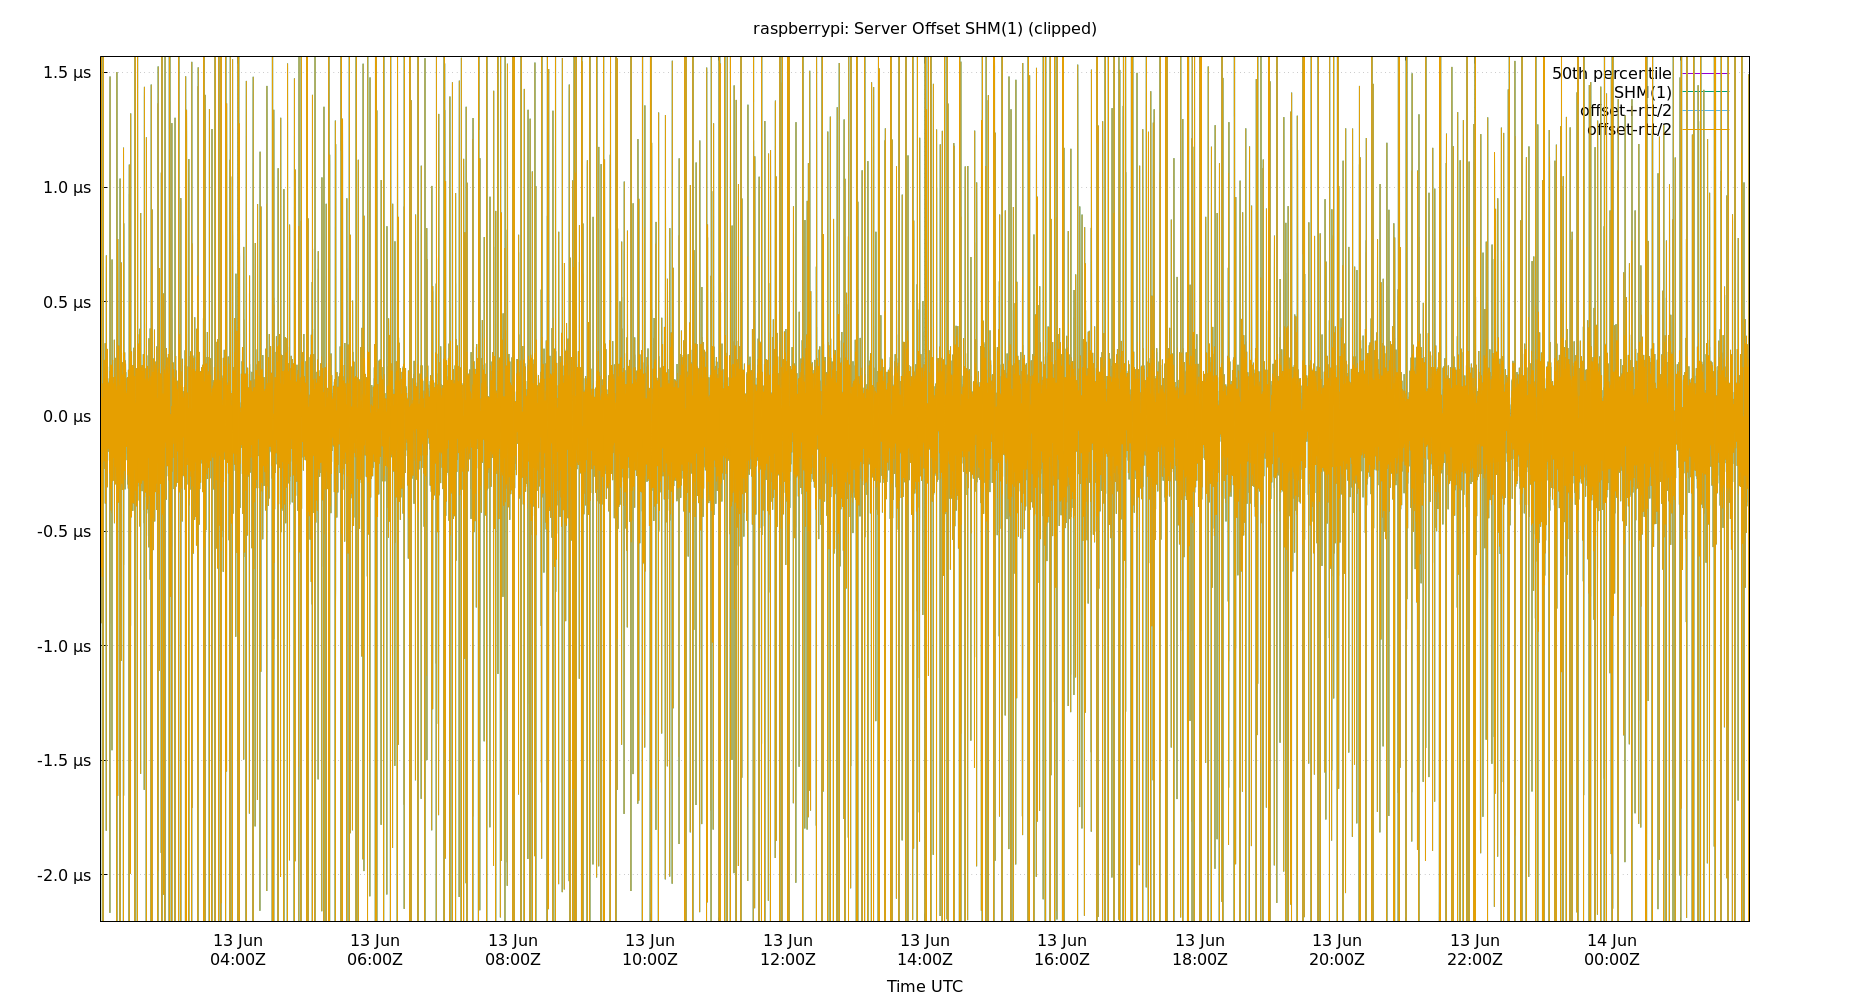 raspberrypi: Server Offset SHM(1) (clipped)
1.5 µs
1.0 µs
0.5 µs
0.0 µs
-0.5 µs
-1.0 µs
-1.5 µs
-2.0 µs
50th percentile
SHM(1)
offset+rtt/2
offset-rtt/2
13 Jun 13 Jun 13 Jun 13 Jun 13 Jun 13 Jun 13 Jun 13 Jun 13 Jun 13 Jun 14 Jun
04:00Z 06:00Z 08:00Z 10:00Z 12:00Z 14:00Z 16:00Z 18:00Z 20:00Z 22:00Z 00:00Z
Time UTC